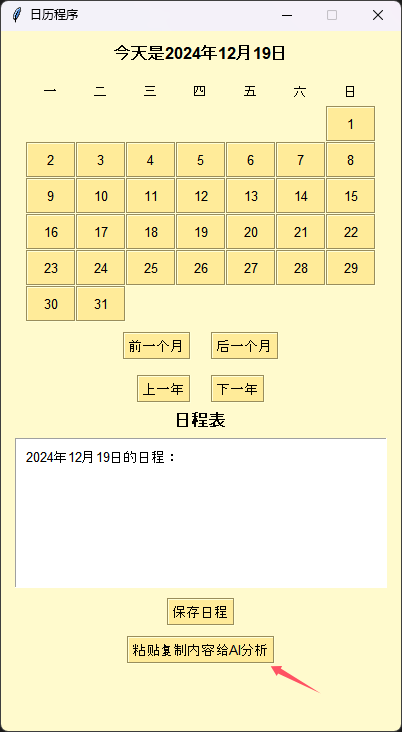 日历程序
今天是2024年12月19日
一 二 三 四 五 六 日
1
2 3 4 5 6 7 8
9 10 11 12 13 14 15
16 17 18 19 20 21 22
23 24 25 26 27 28 29
30 31
前一个月 后一个月
上一年 下一年
日程表
2024年12月19日的日程：
保存日程
粘贴复制内容给AI分析